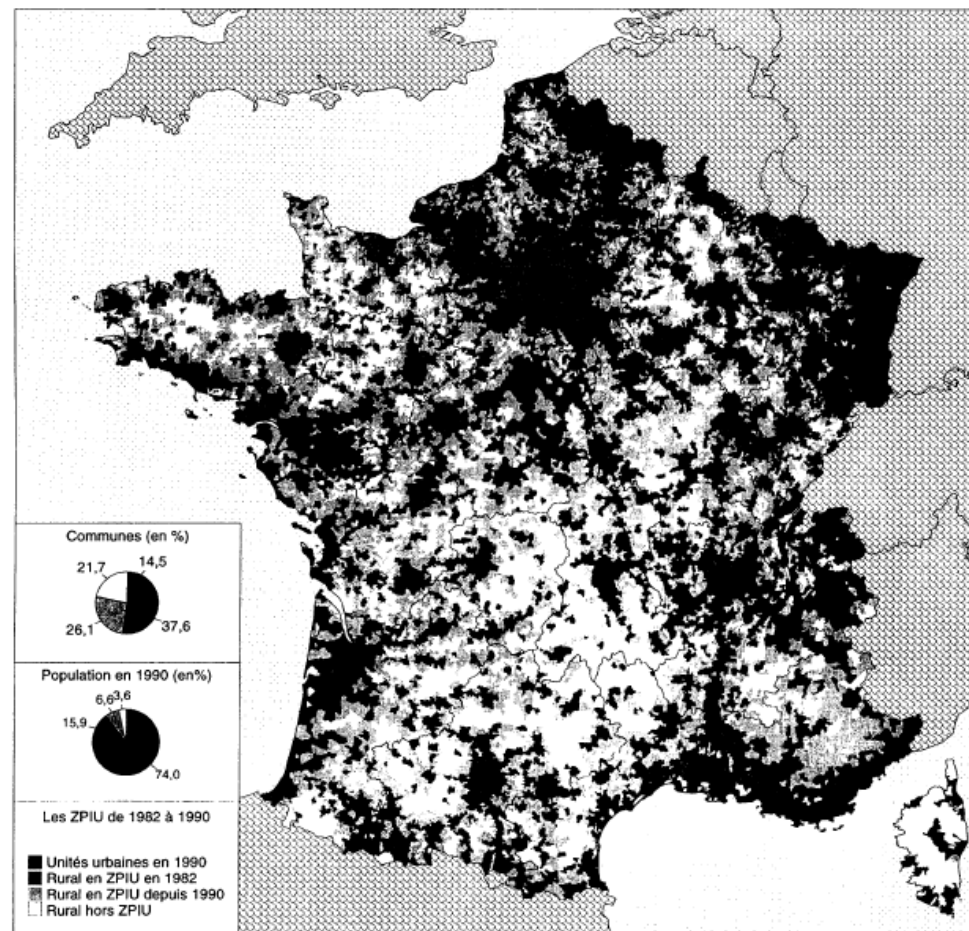 Communes (en %)
21,7
14,5
26,1
37,6
Population en 1990 (en%)
6,6
3,6
15,9
74,0
Les ZPIU de 1982 à 1990
Unités urbaines en 1990
Rural en ZPIU en 1982
Rural en ZPIU depuis 1990
Rural hors ZPIU